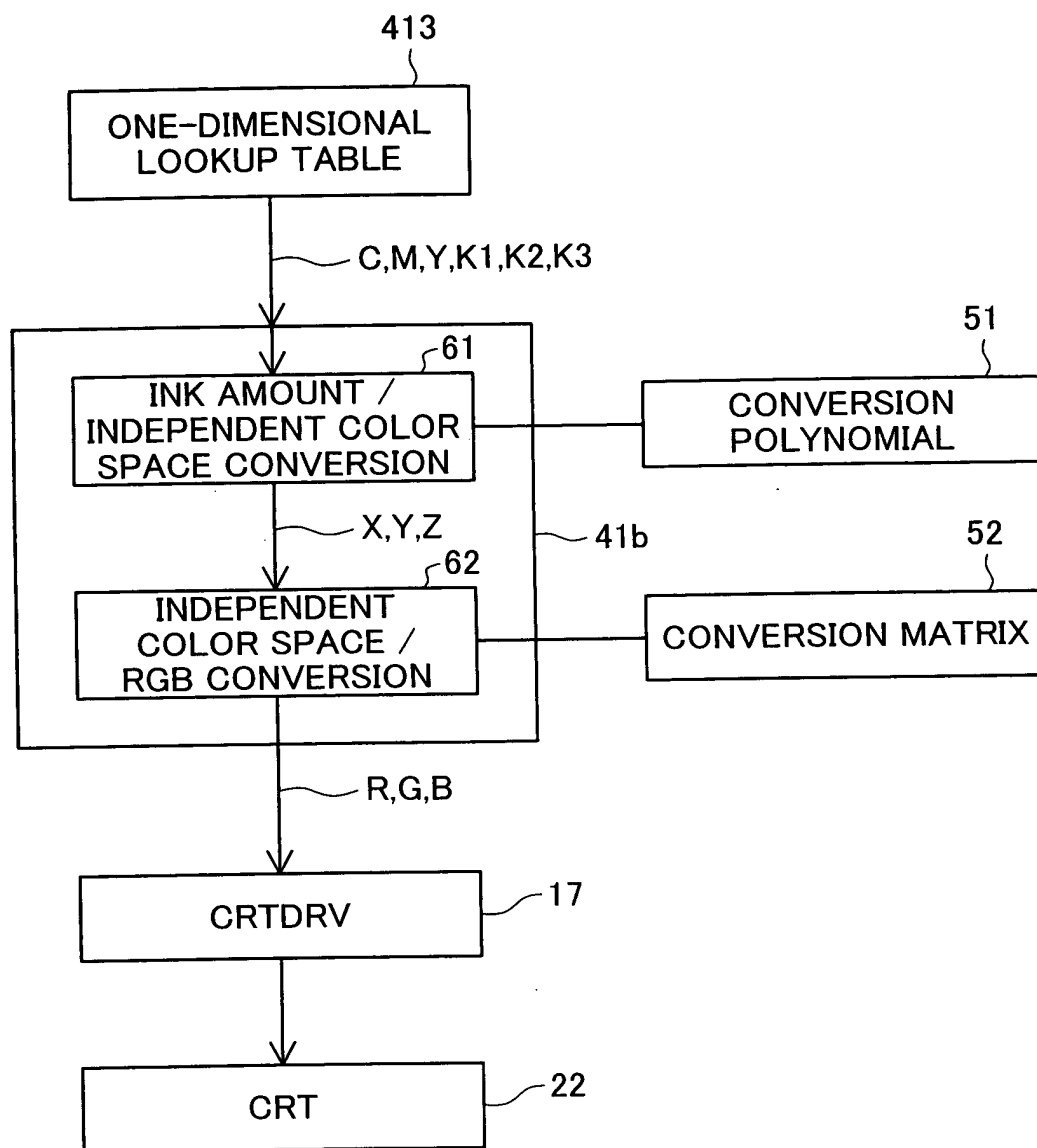 413
ONE-DIMENSIONAL
LOOKUP TABLE
C,M,Y,K1,K2,K3
61
INK AMOUNT /
INDEPENDENT COLOR
SPACE CONVERSION
51
CONVERSION
POLYNOMIAL
X,Y,Z
41b
62
INDEPENDENT
COLOR SPACE /
RGB CONVERSION
52
CONVERSION MATRIX
R,G,B
CRTDRV
17
CRT
22